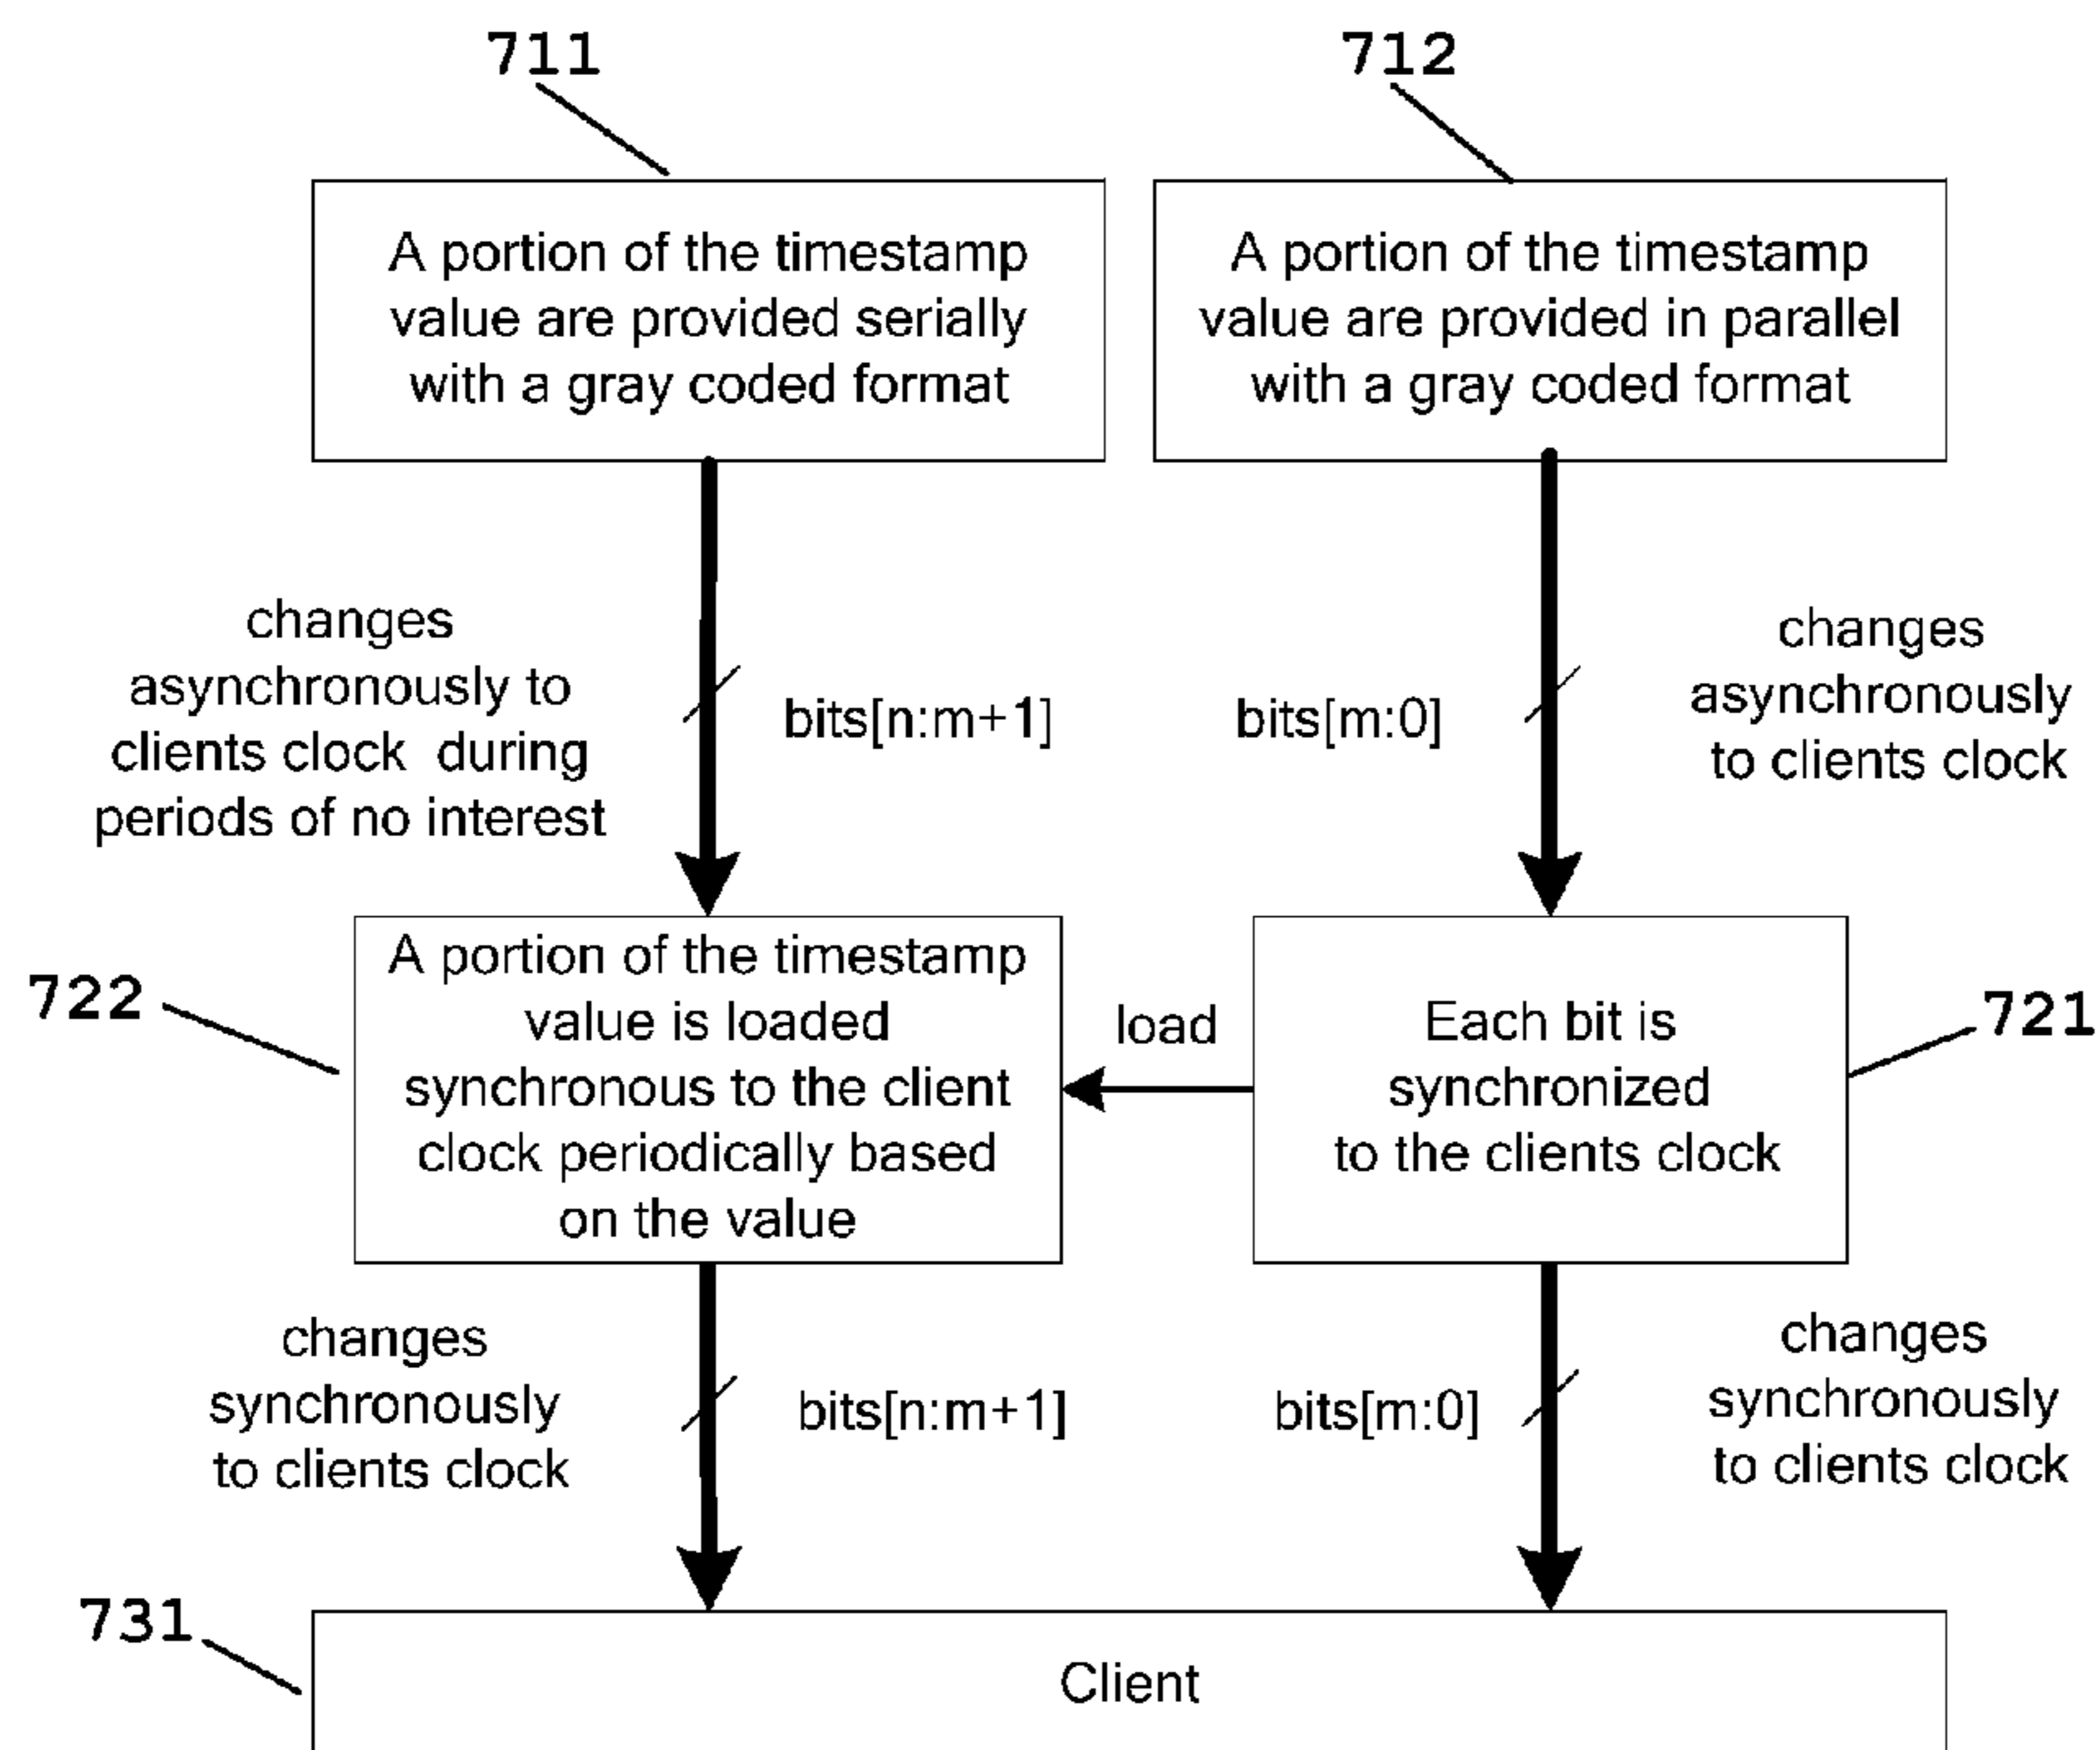 711
712
A portion of the timestamp
value are provided serially
with a gray coded format
A portion of the timestamp
value are provided in parallel
with a gray coded format
changes
asynchronously to
clients clock during
periods of no interest
bits[n:m+1]
bits[m:0]
changes
asynchronously
to clients clock
722
A portion of the timestamp
value is loaded
synchronous to the client
clock periodically based
on the value
load
Each bit is
synchronized
to the clients clock
721
changes
synchronously
to clients clock
bits[n:m+1]
bits[m:0]
changes
synchronously
to clients clock
731
Client